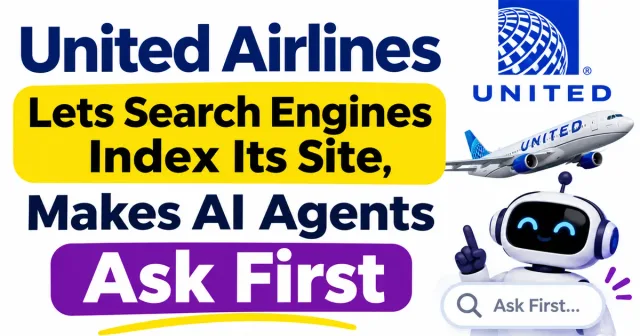 United Airlines
Lets Search Engines
Index Its Site,
Makes AI Agents
Ask First
®
UNITED
UNITED
Ask First...